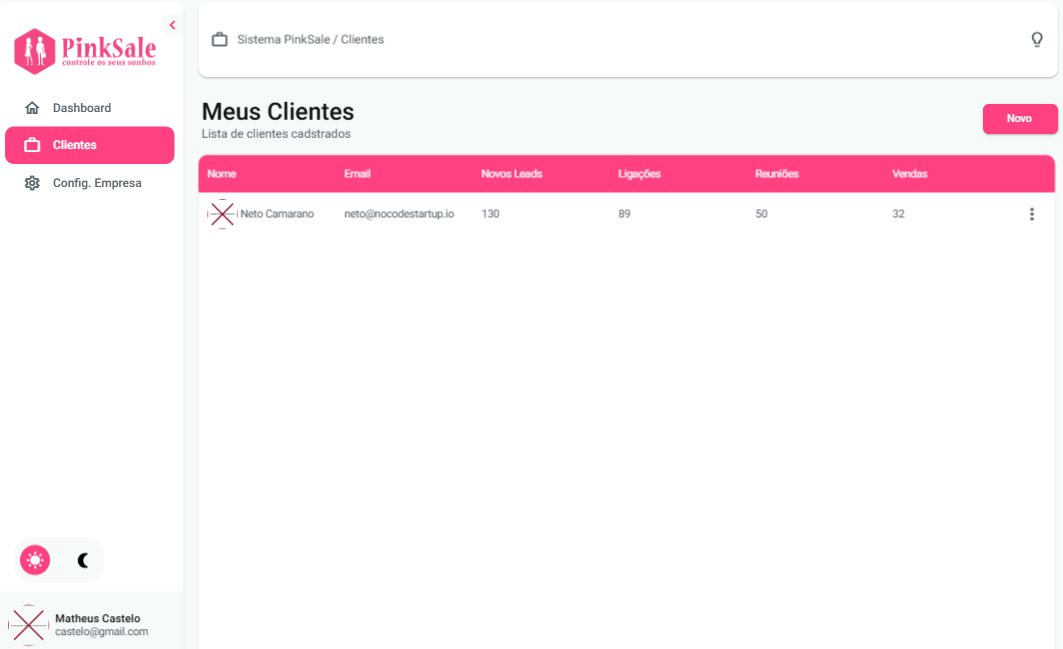 PinkSale
controle os seus sonhos
Dashboard
Clientes
Config. Empresa
Matheus Castelo
castelo@gmail.com
Sistema PinkSale / Clientes
Meus Clientes
Lista de clientes cadstrados
Novo
Nome Email Novos Leads Ligações Reuniões Vendas
Neto Camarano neto@nocodestartup.io 130 89 50 32